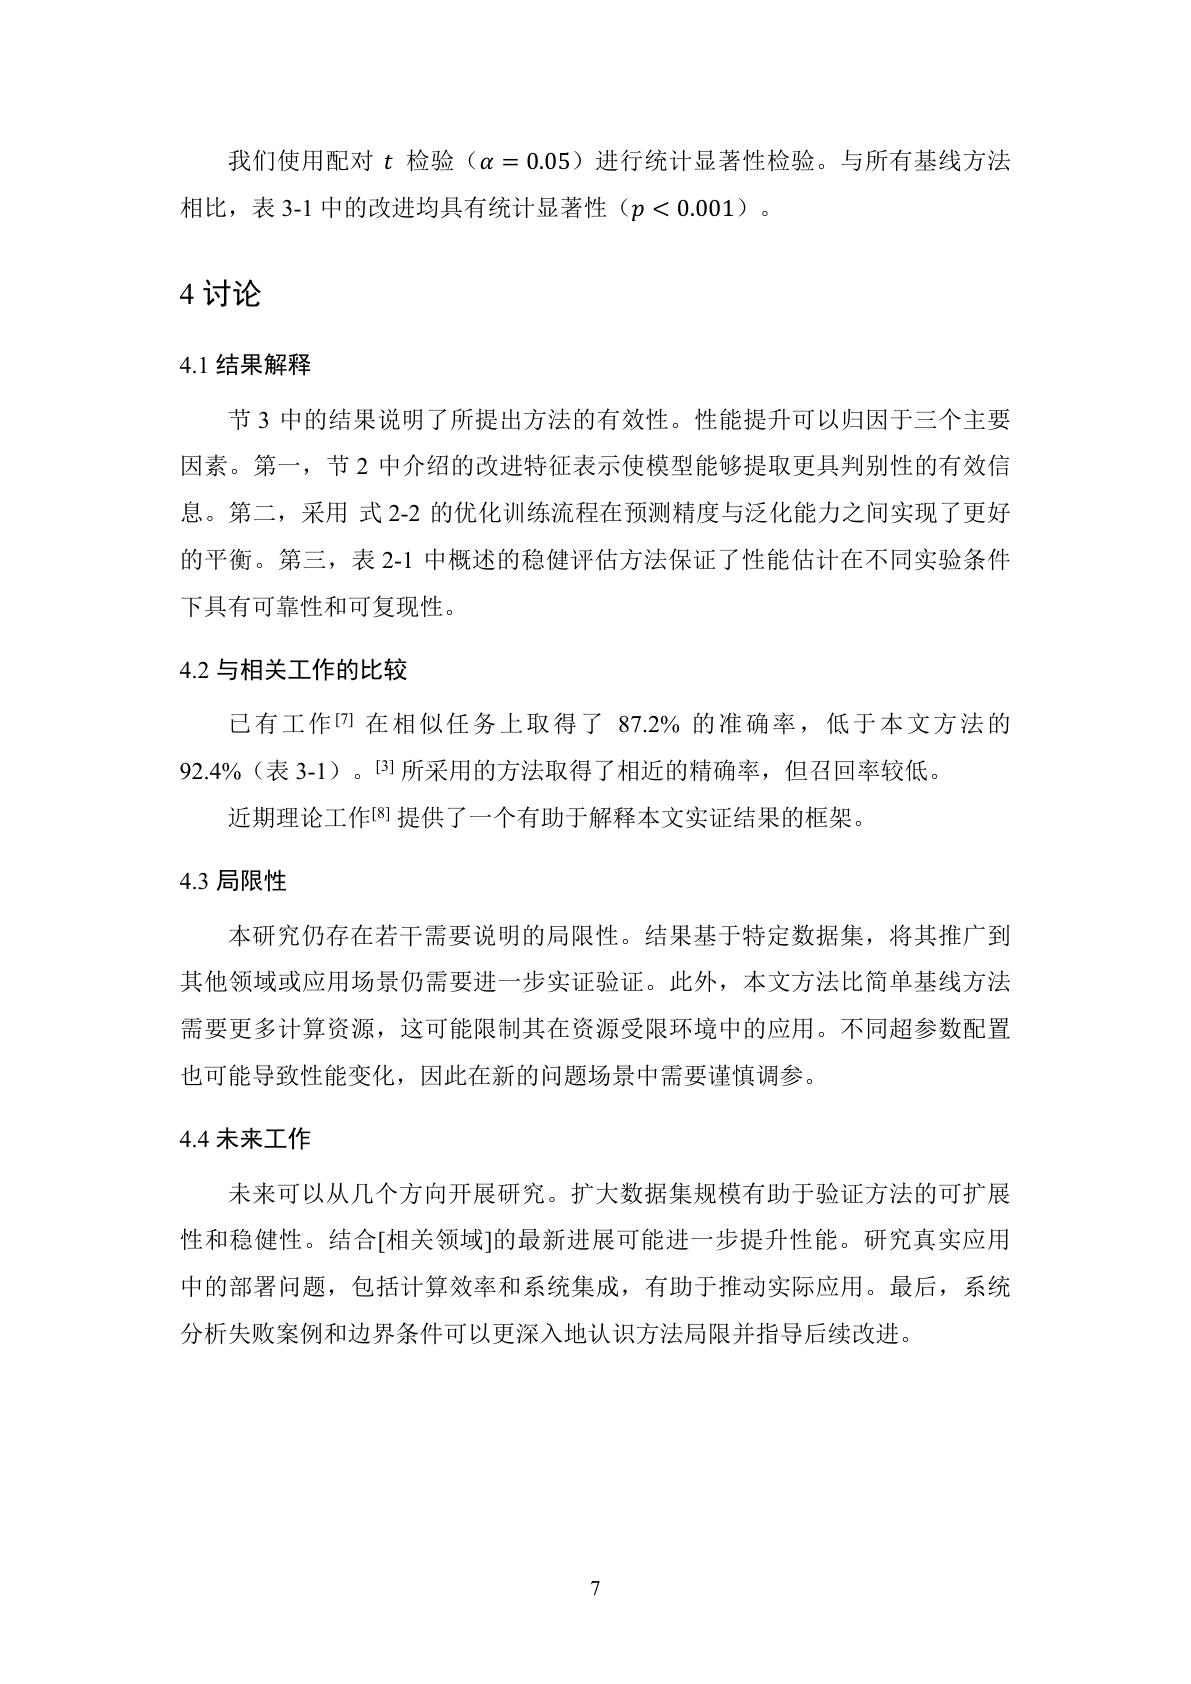 我们使用配对 t 检验（α = 0.05）进行统计显著性检验。与所有基线方法
相比，表 3-1 中的改进均具有统计显著性（p < 0.001）。
4 讨论
4.1 结果解释
节 3 中的结果说明了所提出方法的有效性。性能提升可以归因于三个主要
因素。第一，节 2 中介绍的改进特征表示使模型能够提取更具判别性的有效信
息。第二，采用 式 2-2 的优化训练流程在预测精度与泛化能力之间实现了更好
的平衡。第三，表 2-1 中概述的稳健评估方法保证了性能估计在不同实验条件
下具有可靠性和可复现性。
4.2 与相关工作的比较
已有工作[7] 在相似任务上取得了 87.2% 的准确率，低于本文方法的
92.4%（表 3-1）。[3] 所采用的方法取得了相近的精确率，但召回率较低。
近期理论工作[8] 提供了一个有助于解释本文实证结果的框架。
4.3 局限性
本研究仍存在若干需要说明的局限性。结果基于特定数据集，将其推广到
其他领域或应用场景仍需要进一步实证验证。此外，本文方法比简单基线方法
需要更多计算资源，这可能限制其在资源受限环境中的应用。不同超参数配置
也可能导致性能变化，因此在新的问题场景中需要谨慎调参。
4.4 未来工作
未来可以从几个方向开展研究。扩大数据集规模有助于验证方法的可扩展
性和稳健性。结合[相关领域]的最新进展可能进一步提升性能。研究真实应用
中的部署问题，包括计算效率和系统集成，有助于推动实际应用。最后，系统
分析失败案例和边界条件可以更深入地认识方法局限并指导后续改进。
7